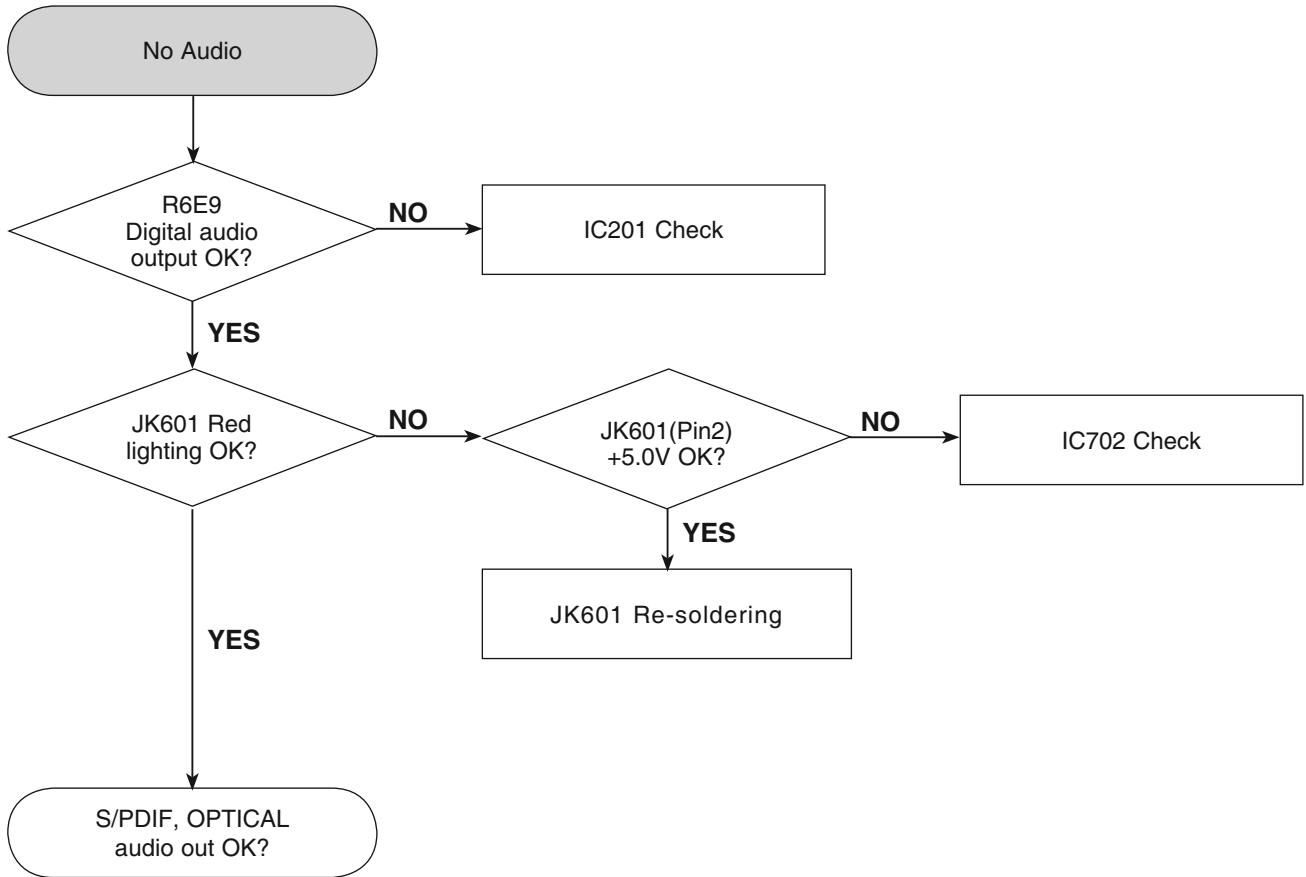 No Audio
R6E9
Digital audio
output OK?
NO
IC201 Check
YES
JK601 Red
lighting OK?
NO
JK601(Pin2)
+5.0V OK?
NO
IC702 Check
YES
JK601 Re-soldering
YES
S/PDIF, OPTICAL
audio out OK?